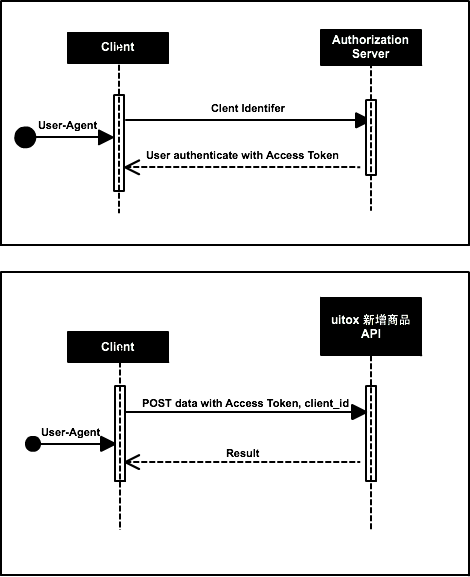 Client
Authorization
Server
Clent Identifer
User-Agent
User authenticate with Access Token
uitox 新增商品
API
Client
POST data with Access Token, client_id
User-Agent
Result